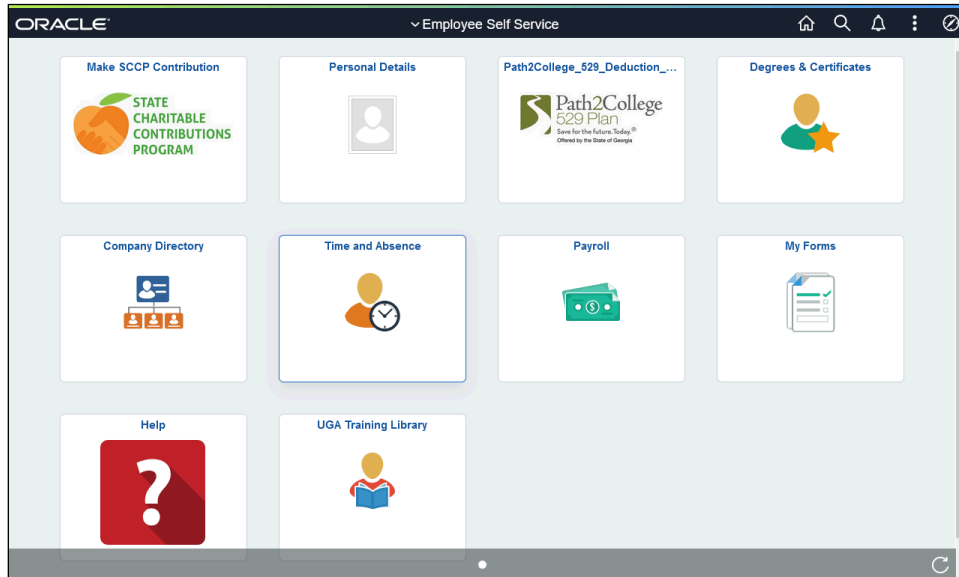 ORACLE
Employee Self Service
Make SCCP Contribution
STATE
CHARITABLE
CONTRIBUTIONS
PROGRAM
Personal Details
Path2College_529_Deduction_...
Path2College
529 Plan
Save for the future.Today.®
Offered by the State of Georgia
Degrees & Certificates
Company Directory
Time and Absence
Payroll
$
My Forms
Help
?
UGA Training Library